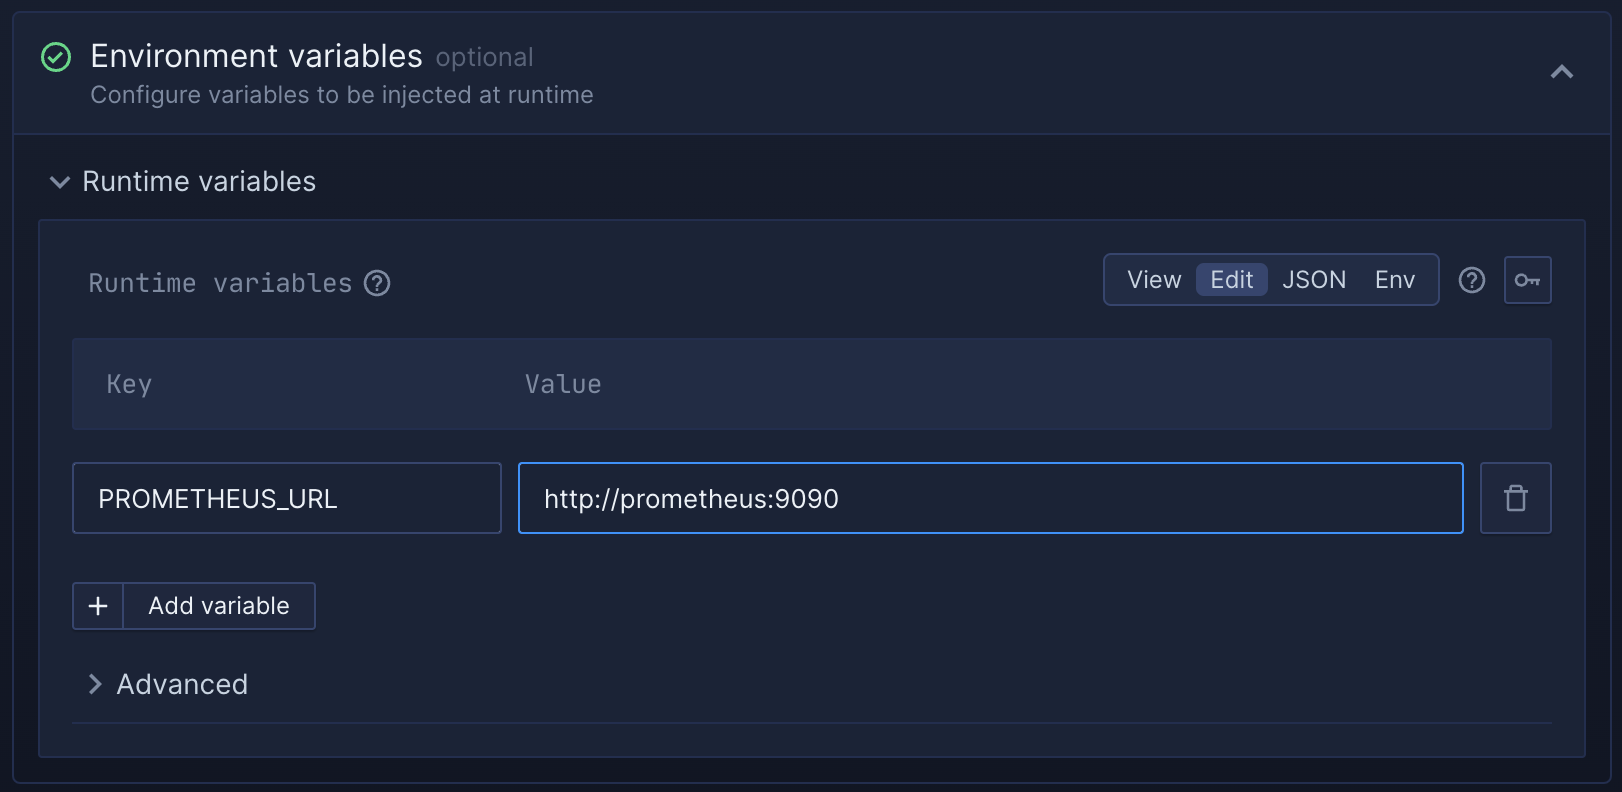 Environment variables optional
Configure variables to be injected at runtime
Runtime variables
Runtime variables
View Edit JSON Env
Key Value
PROMETHEUS_URL http://prometheus:9090
+ Add variable
Advanced